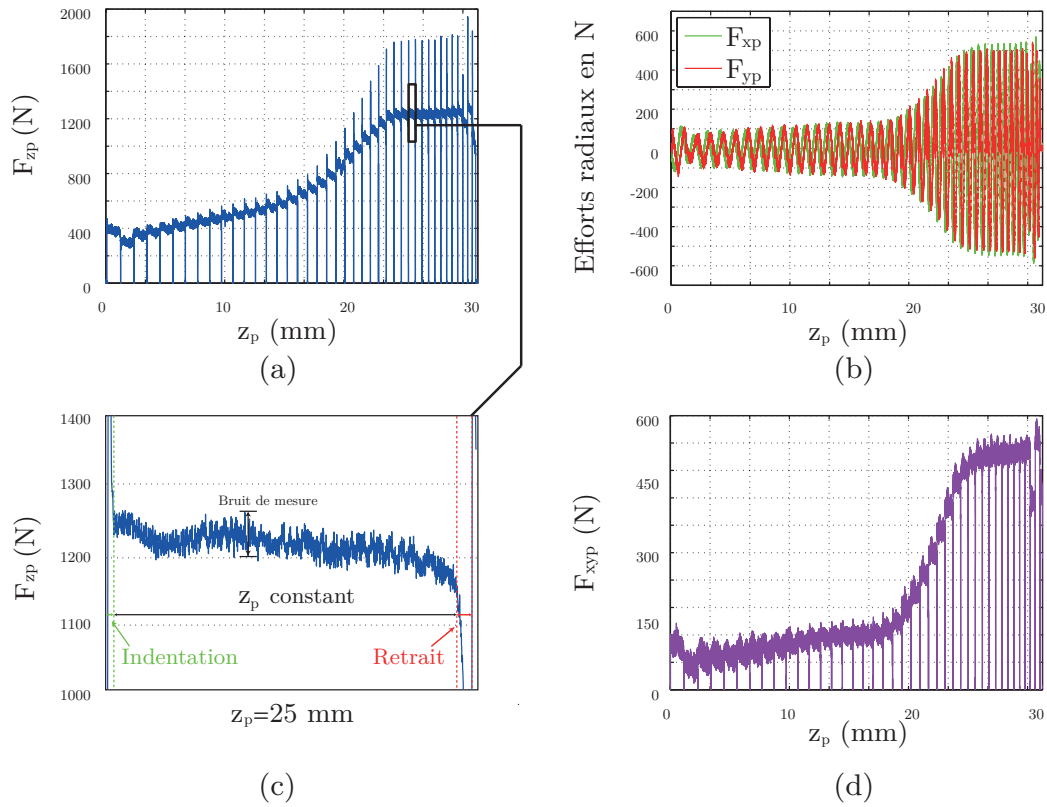 2000
1600
1200
800
400
0
F_zp (N)
0
10
20
30
z_p (mm)
(a)
F_xp
F_yp
600
400
200
0
-200
-400
-600
Efforts radiaux en N
0
10
20
30
z_p (mm)
(b)
1400
1300
1200
1100
1000
F_zp (N)
Bruit de mesure
z_p constant
Indentation
Retrait
z_p=25 mm
(c)
600
450
300
150
0
F_xyp (N)
0
10
20
30
z_p (mm)
(d)